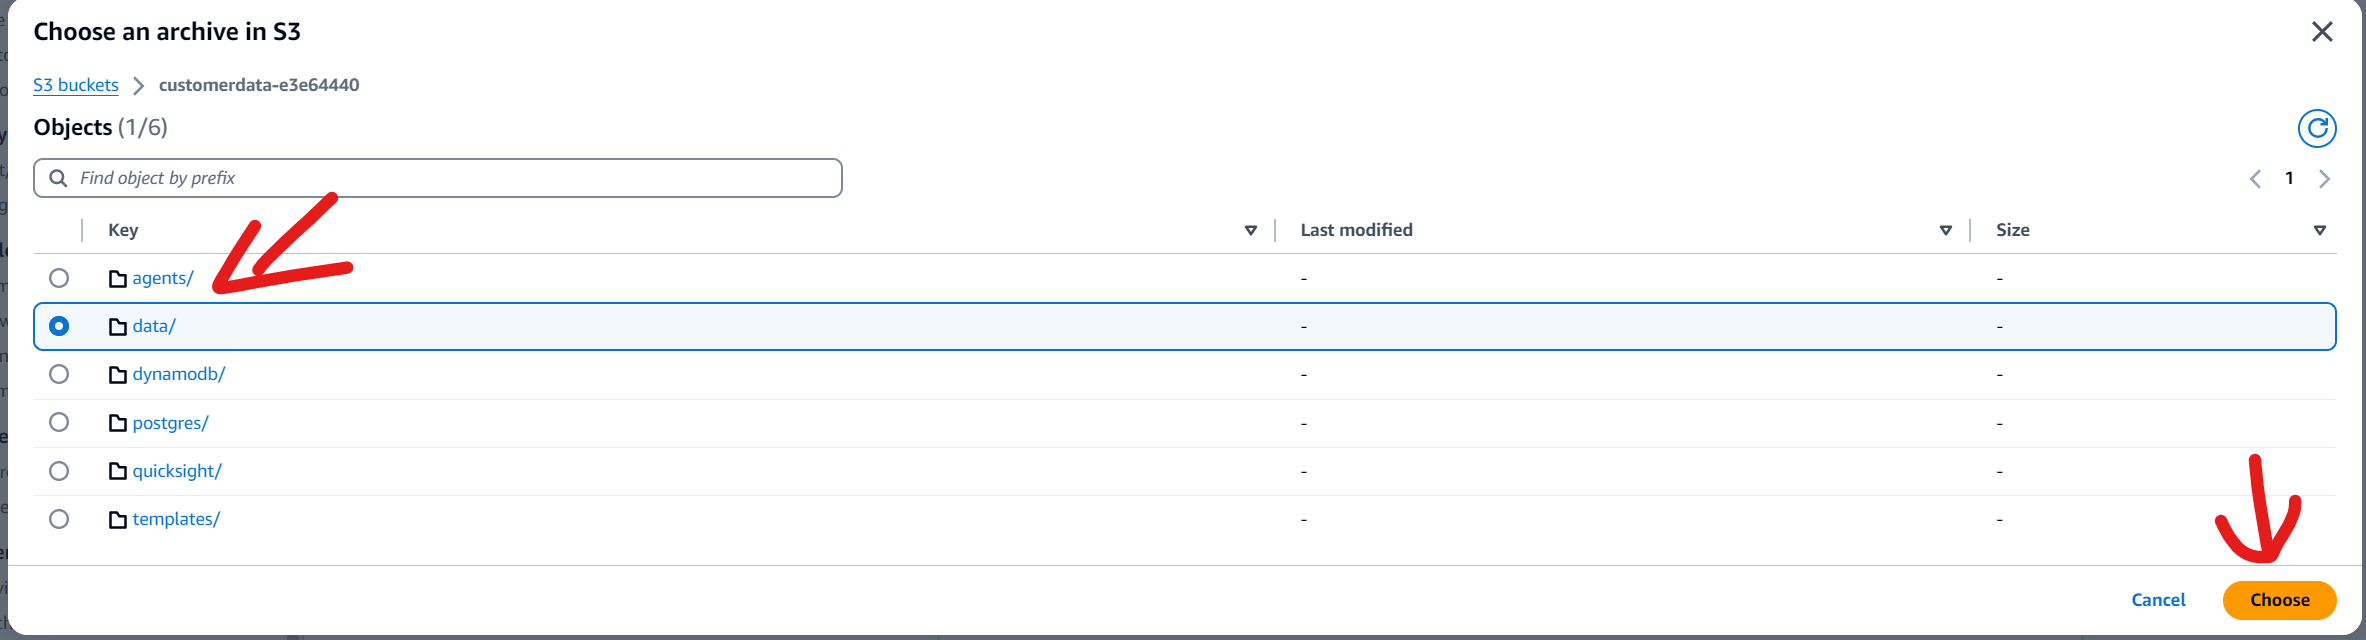 Choose an archive in S3
S3 buckets customerdata-e3e64440
Objects (1/6)
Find object by prefix
1
Key Last modified Size
agents/ - -
data/ - -
dynamodb/ - -
postgres/ - -
quicksight/ - -
templates/ - -
Cancel Choose